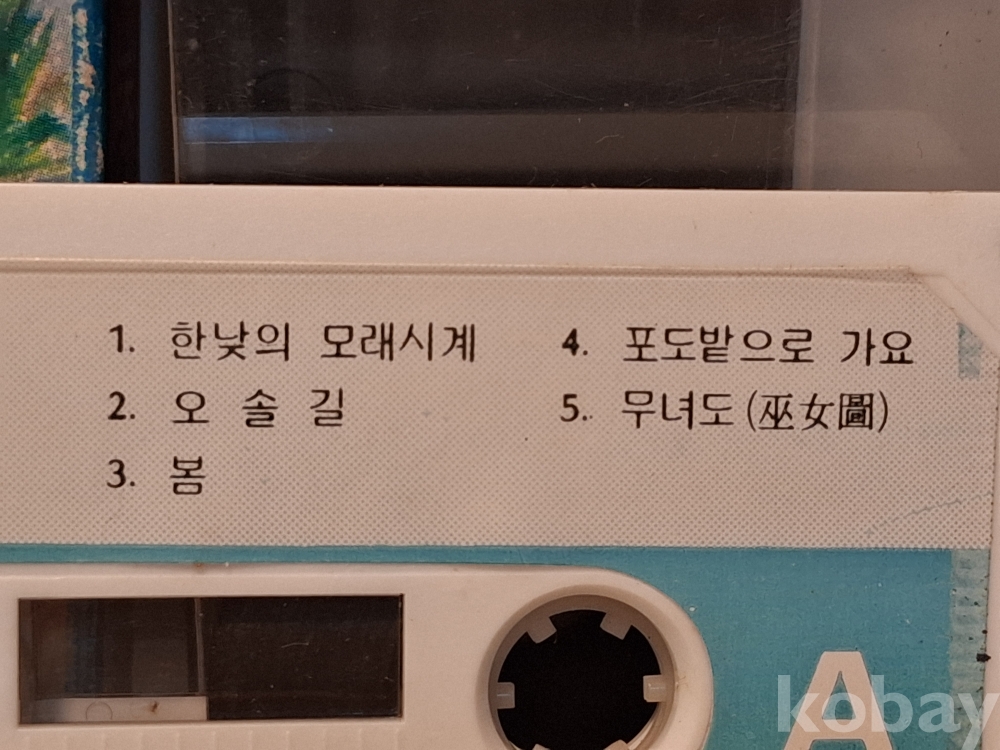 1. 한낮의 모래시계
2. 오 솔 길
3. 봄
4. 포도밭으로 가요
5. 무녀도(巫女圖)
A
kobay